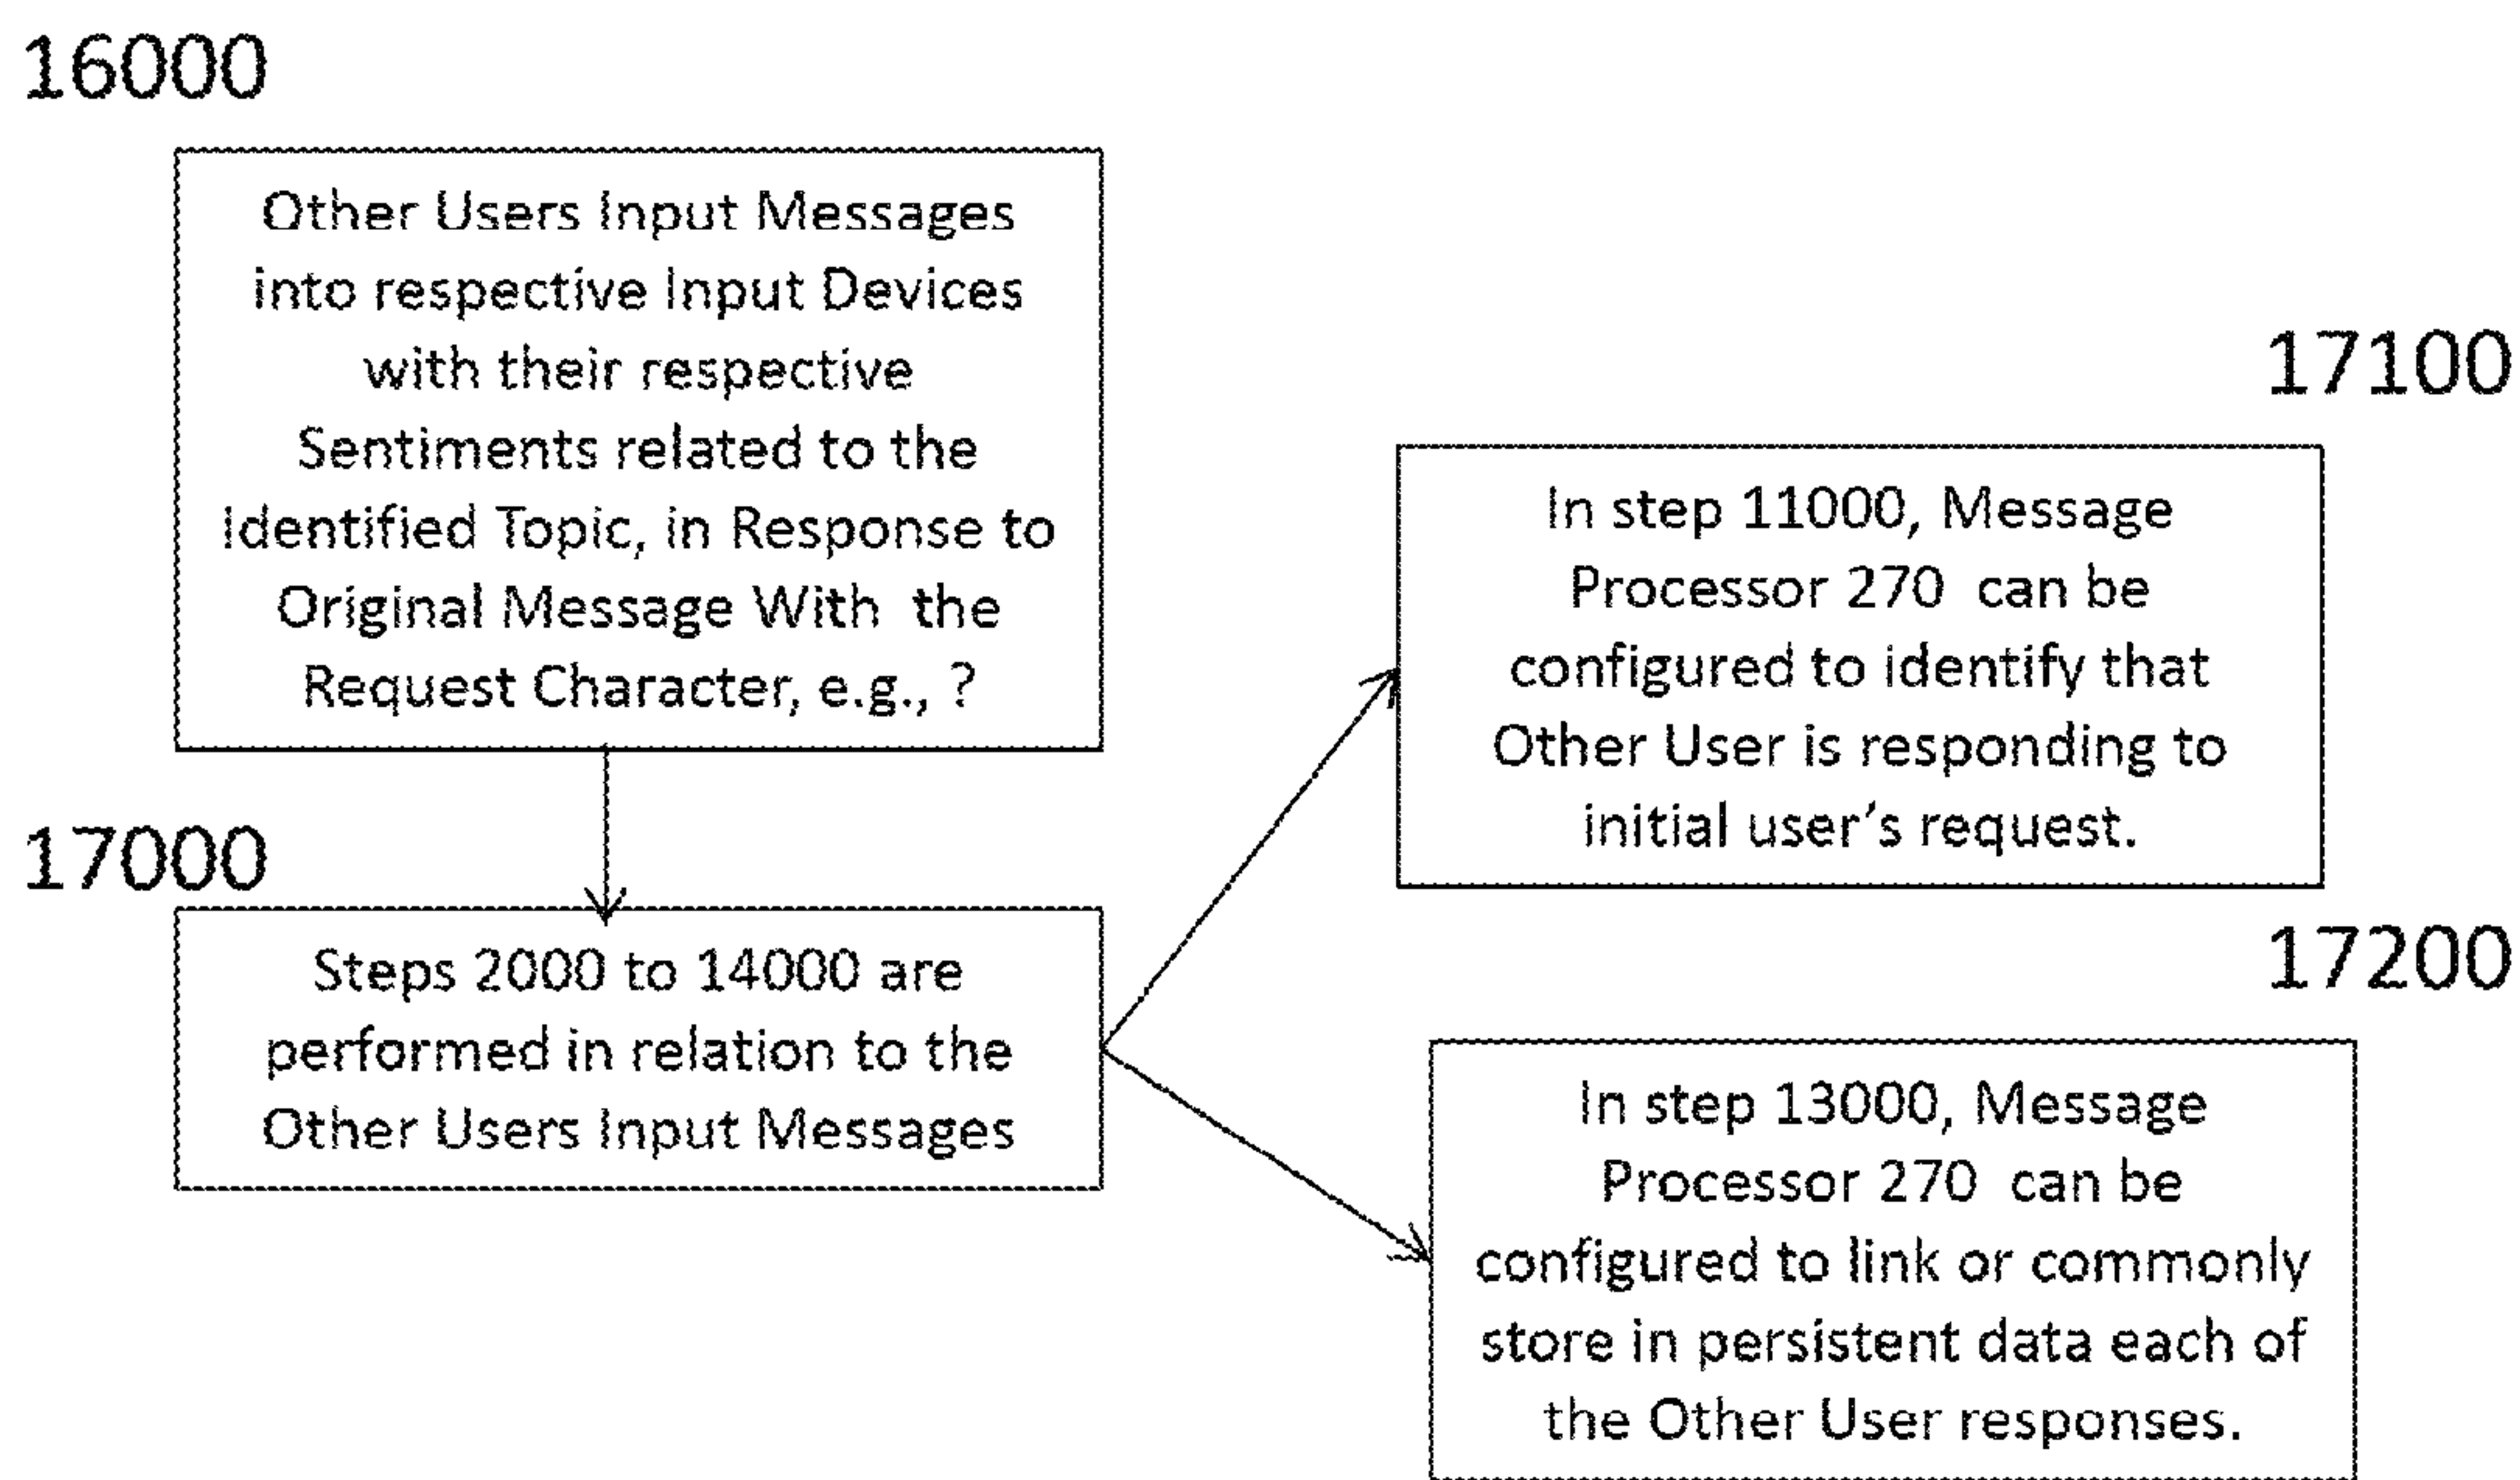 16000
Other Users Input Messages
into respective Input Devices
with their respective
Sentiments related to the
Identified Topic, in Response to
Original Message With the
Request Character, e.g., ?
17000
Steps 2000 to 14000 are
performed in relation to the
Other Users Input Messages
17100
In step 11000, Message
Processor 270 can be
configured to identify that
Other User is responding to
initial user's request.
17200
In step 13000, Message
Processor 270 can be
configured to link or commonly
store in persistent data each of
the Other User responses.